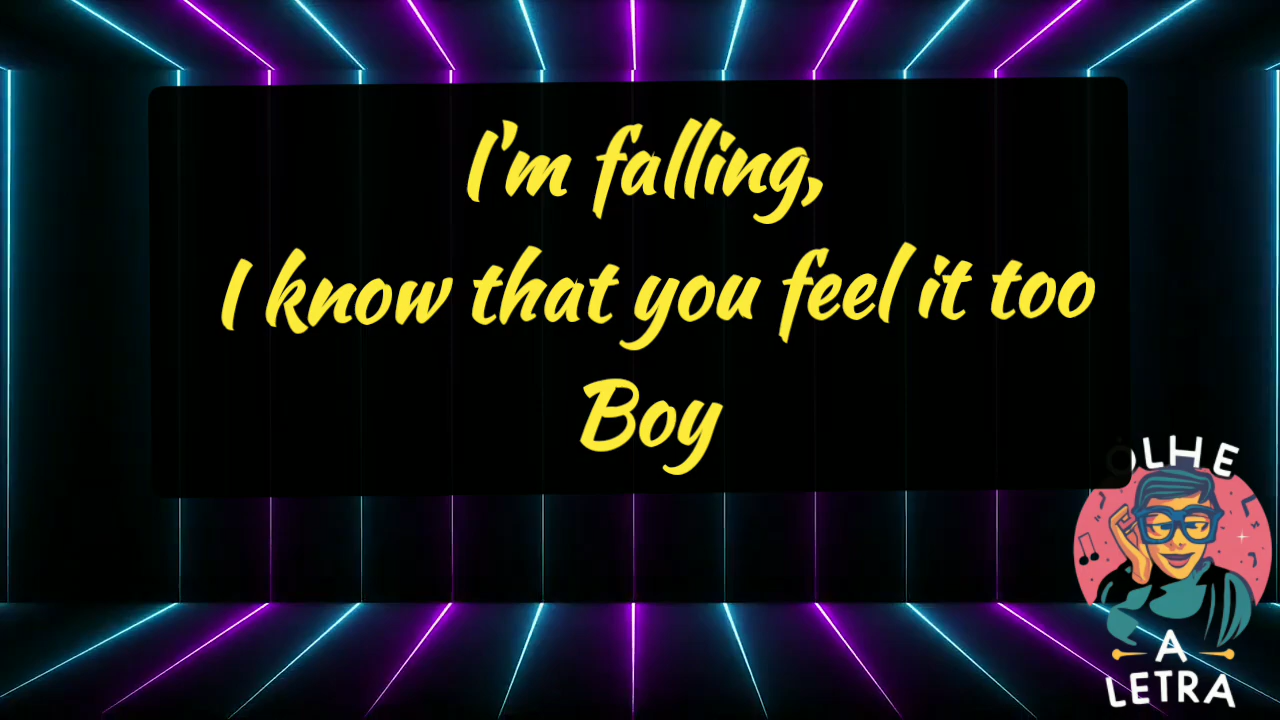 I'm falling,
I know that you feel it too
Boy
OLHE
A
LETRA